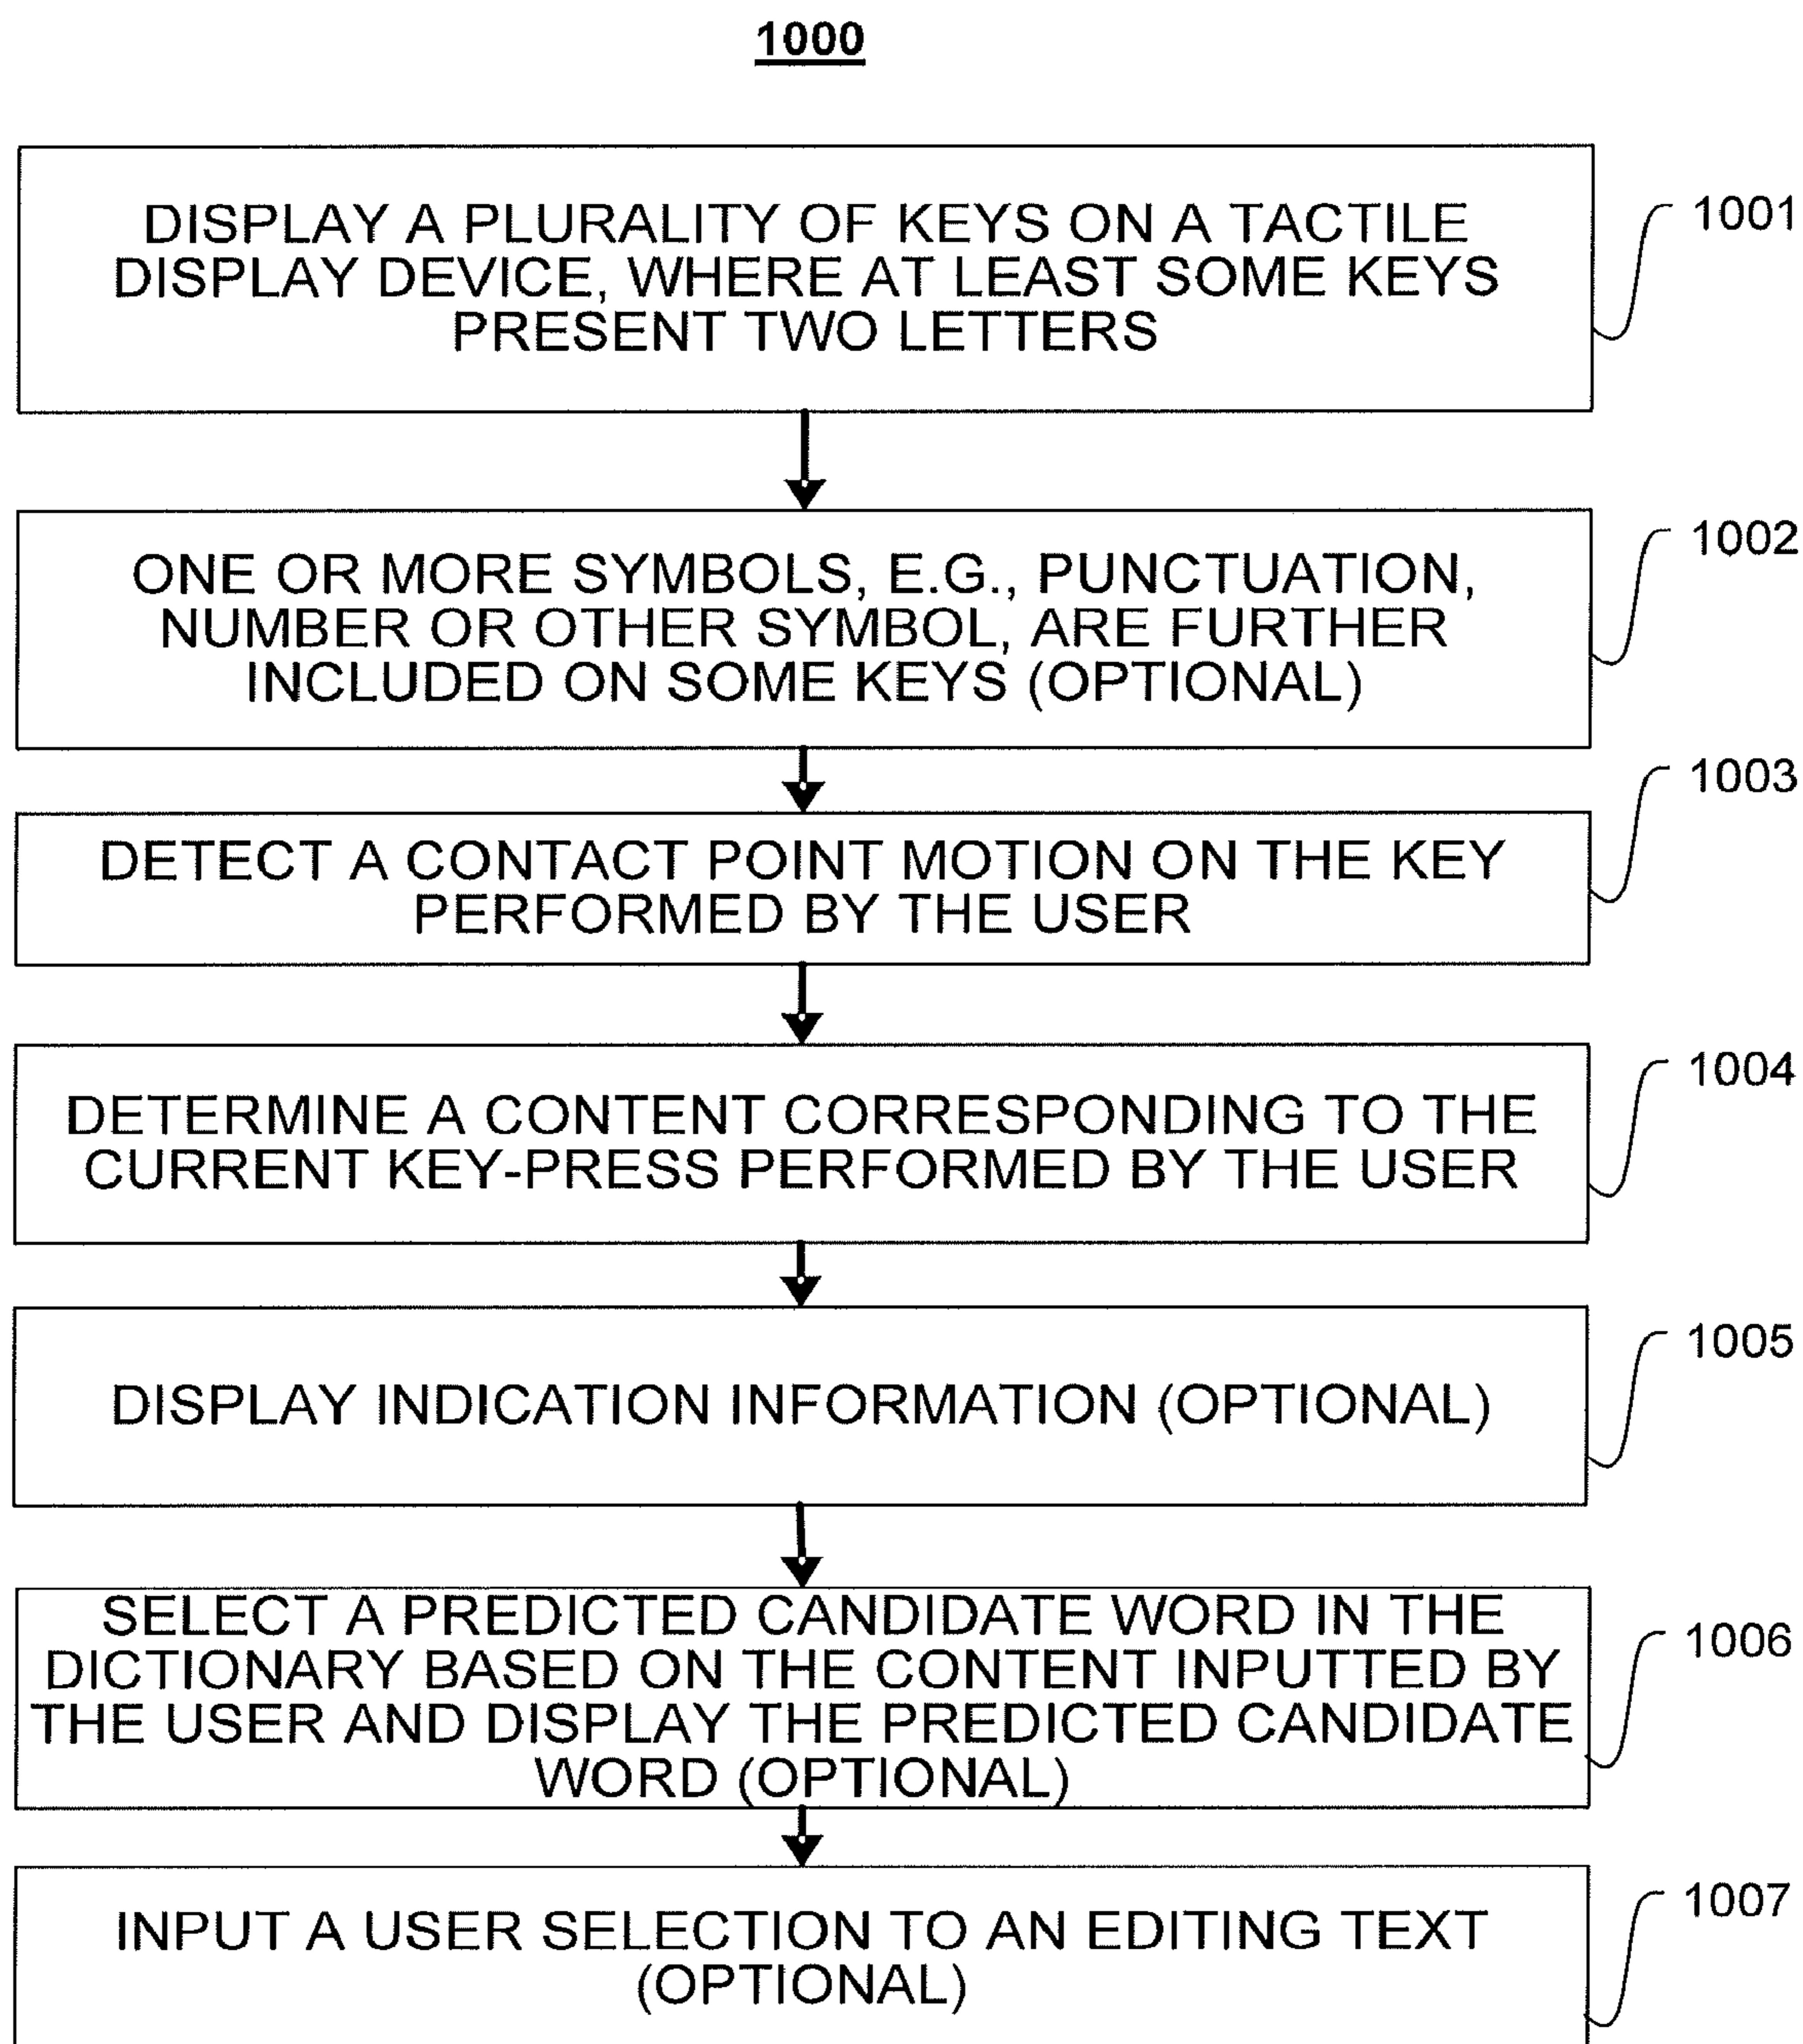 1000
DISPLAY A PLURALITY OF KEYS ON A TACTILE
DISPLAY DEVICE, WHERE AT LEAST SOME KEYS
PRESENT TWO LETTERS
1001
ONE OR MORE SYMBOLS, E.G., PUNCTUATION,
NUMBER OR OTHER SYMBOL, ARE FURTHER
INCLUDED ON SOME KEYS (OPTIONAL)
1002
DETECT A CONTACT POINT MOTION ON THE KEY
PERFORMED BY THE USER
1003
DETERMINE A CONTENT CORRESPONDING TO THE
CURRENT KEY-PRESS PERFORMED BY THE USER
1004
DISPLAY INDICATION INFORMATION (OPTIONAL)
1005
SELECT A PREDICTED CANDIDATE WORD IN THE
DICTIONARY BASED ON THE CONTENT INPUTTED BY
THE USER AND DISPLAY THE PREDICTED CANDIDATE
WORD (OPTIONAL)
1006
INPUT A USER SELECTION TO AN EDITING TEXT
(OPTIONAL)
1007